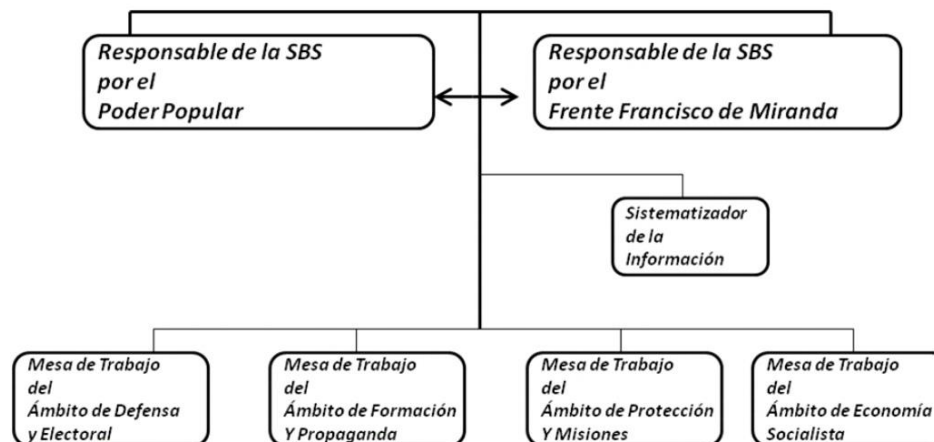 Responsable de la SBS
por el
Poder Popular
Responsable de la SBS
por el
Frente Francisco de Miranda
Sistematizador
de la
Información
Mesa de Trabajo
del
Ámbito de Defensa
y Electoral
Mesa de Trabajo
del
Ámbito de Formación
Y Propaganda
Mesa de Trabajo
del
Ámbito de Protección
Y Misiones
Mesa de Trabajo
del
Ámbito de Economía
Socialista